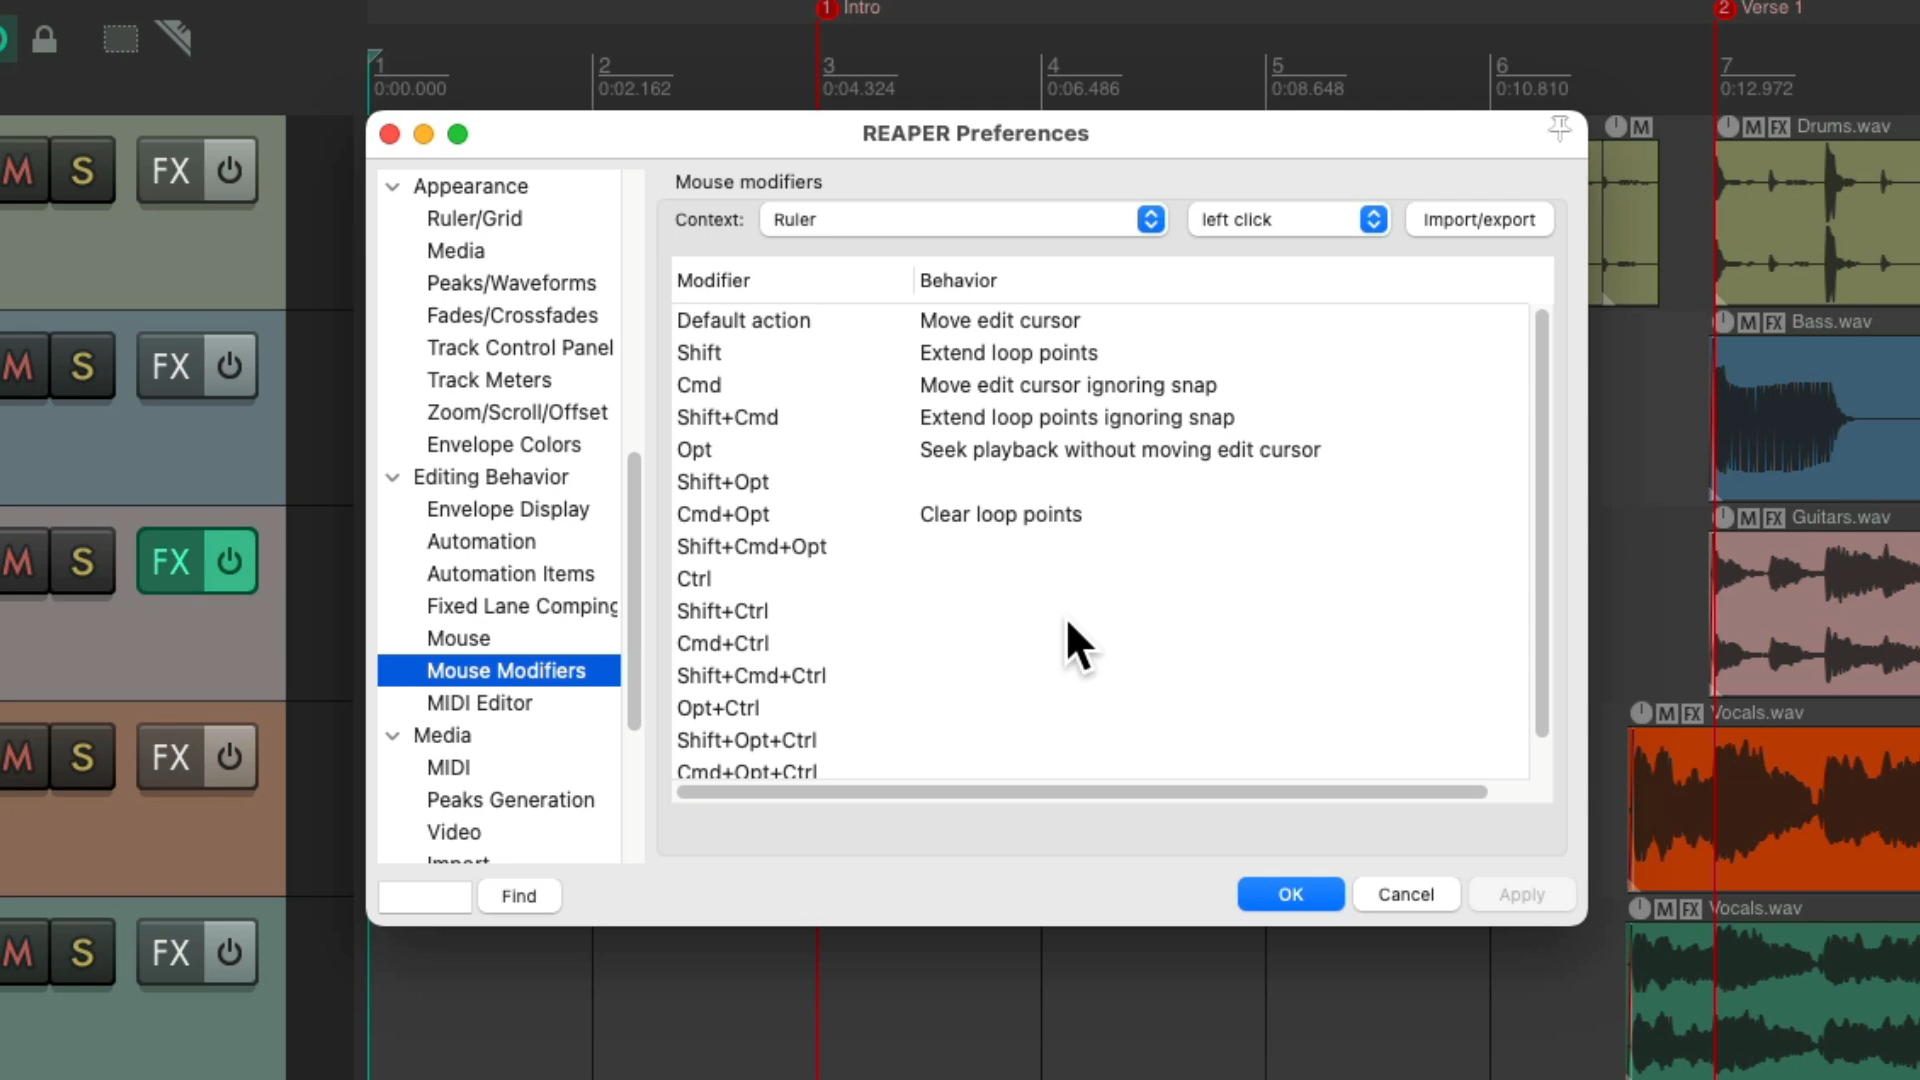 1 Intro
2 Verse 1
1
0:00.000
2
0:02.162
3
0:04.324
4
0:06.486
5
0:08.648
6
0:10.810
7
0:12.972
REAPER Preferences
Appearance
Ruler/Grid
Media
Peaks/Waveforms
Fades/Crossfades
Track Control Panel
Track Meters
Zoom/Scroll/Offset
Envelope Colors
Editing Behavior
Envelope Display
Automation
Automation Items
Fixed Lane Comping
Mouse
Mouse Modifiers
MIDI Editor
Media
MIDI
Peaks Generation
Video
Import
Find
Mouse modifiers
Context: Ruler left click Import/export
Modifier Behavior
Default action Move edit cursor
Shift Extend loop points
Cmd Move edit cursor ignoring snap
Shift+Cmd Extend loop points ignoring snap
Opt Seek playback without moving edit cursor
Shift+Opt
Cmd+Opt Clear loop points
Shift+Cmd+Opt
Ctrl
Shift+Ctrl
Cmd+Ctrl
Shift+Cmd+Ctrl
Opt+Ctrl
Shift+Opt+Ctrl
Cmd+Opt+Ctrl
OK Cancel Apply
M S FX
M S FX
M S FX
M S FX
M S FX
M
M FX Drums.wav
M FX Bass.wav
M FX Guitars.wav
M FX Vocals.wav
M FX Vocals.wav